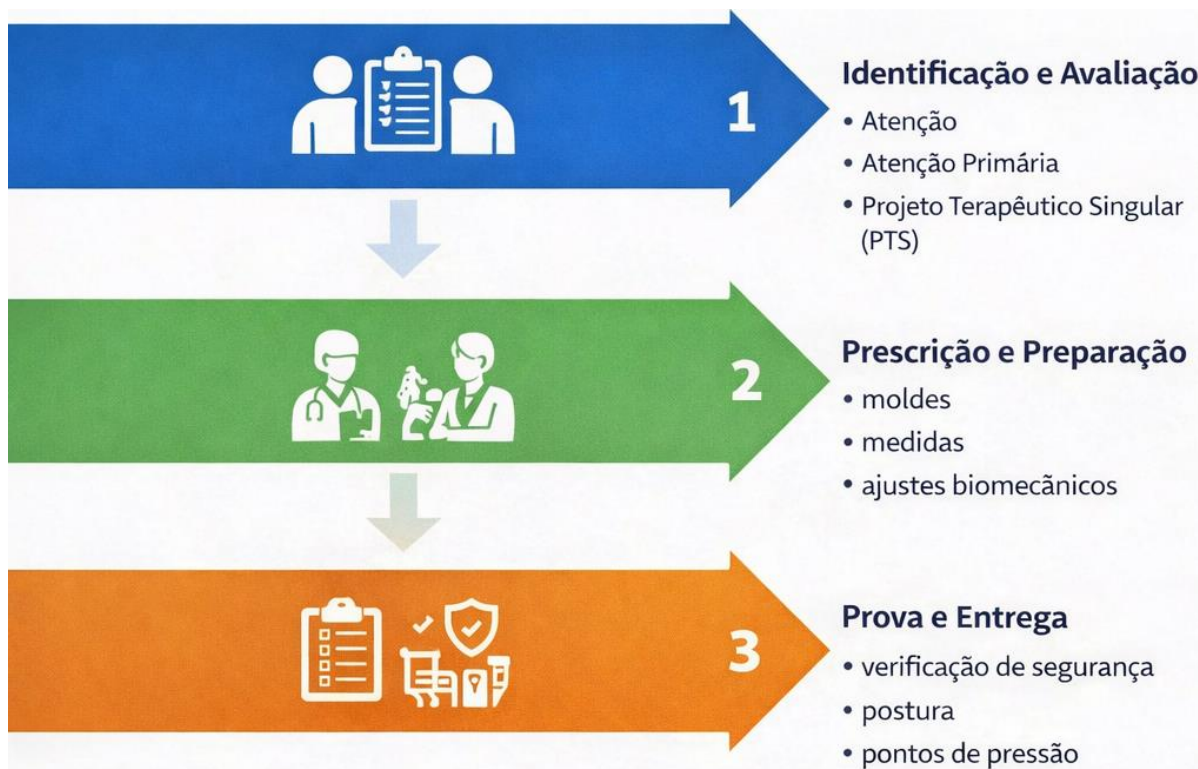 1
Identificação e Avaliação
• Atenção
• Atenção Primária
• Projeto Terapêutico Singular
(PTS)
2
Prescrição e Preparação
• moldes
• medidas
• ajustes biomecânicos
3
Prova e Entrega
• verificação de segurança
• postura
• pontos de pressão